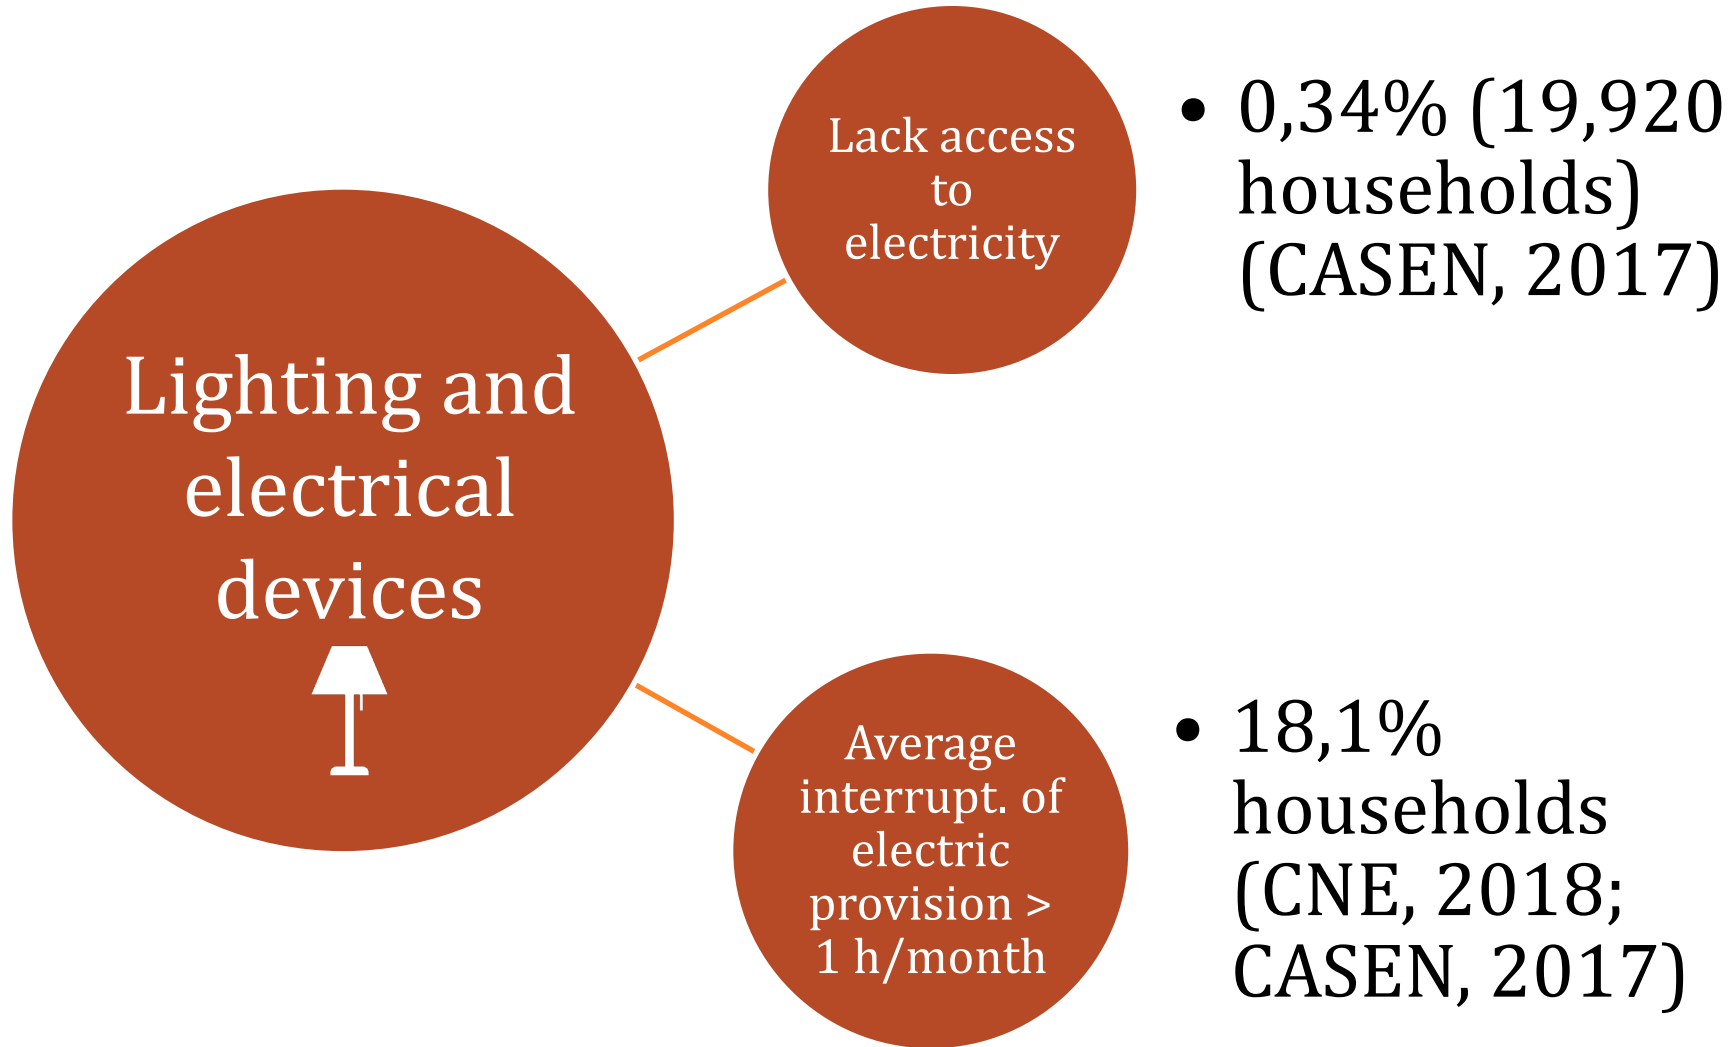 Lighting and
electrical
devices
Lack access
to
electricity
• 0,34% (19,920
households)
(CASEN, 2017)
Average
interrupt. of
electric
provision >
1 h/month
• 18,1%
households
(CNE, 2018;
CASEN, 2017)